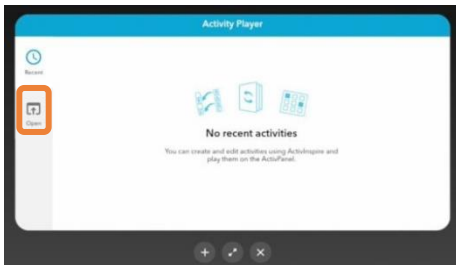 Activity Player
Recent
Open
No recent activities
You can create and edit activities using ActivInspire and
play them on the ActivPanel.